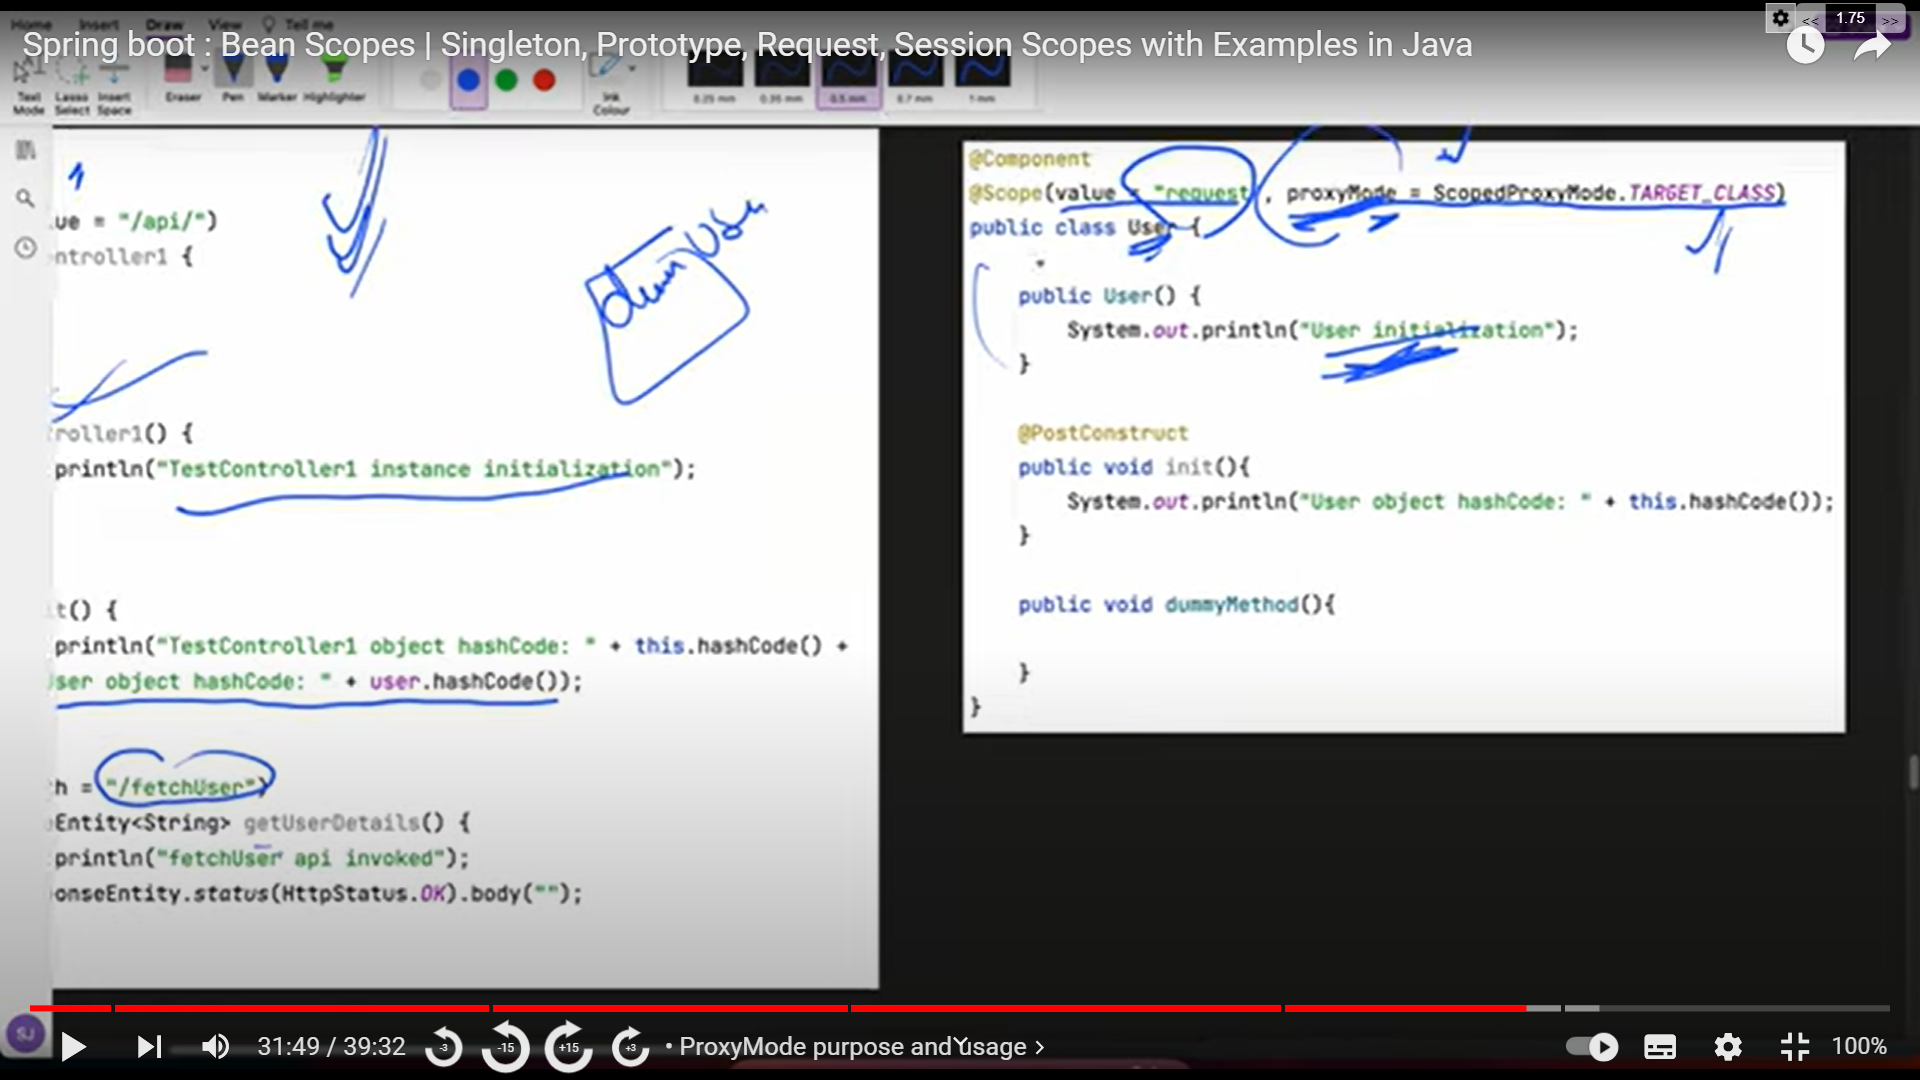 Home Insert Draw View Tell me
<< 1.75 >>
Spring boot : Bean Scopes | Singleton, Prototype, Request, Session Scopes with Examples in Java
Text Mode Lasso Select Insert Space Eraser Pen Marker Highlighter Ink Colour 0.25 mm 0.35 mm 0.5 mm 0.7 mm 1 mm
1
ue = "/api/")
ntroller1 {
dum User
roller1() {
println("TestController1 instance initialization");
t() {
println("TestController1 object hashCode: " + this.hashCode() +
ser object hashCode: " + user.hashCode());
h = "/fetchUser")
Entity<String> getUserDetails() {
println("fetchUser api invoked");
onseEntity.status(HttpStatus.OK).body("");
@Component
@Scope(value = "request", proxyMode = ScopedProxyMode.TARGET_CLASS)
public class User {
public User() {
System.out.println("User initialization");
}
@PostConstruct
public void init(){
System.out.println("User object hashCode: " + this.hashCode());
}
public void dummyMethod(){
}
}
SJ
31:49 / 39:32 -3 -15 +15 +3 • ProxyMode purpose and Usage > 100%